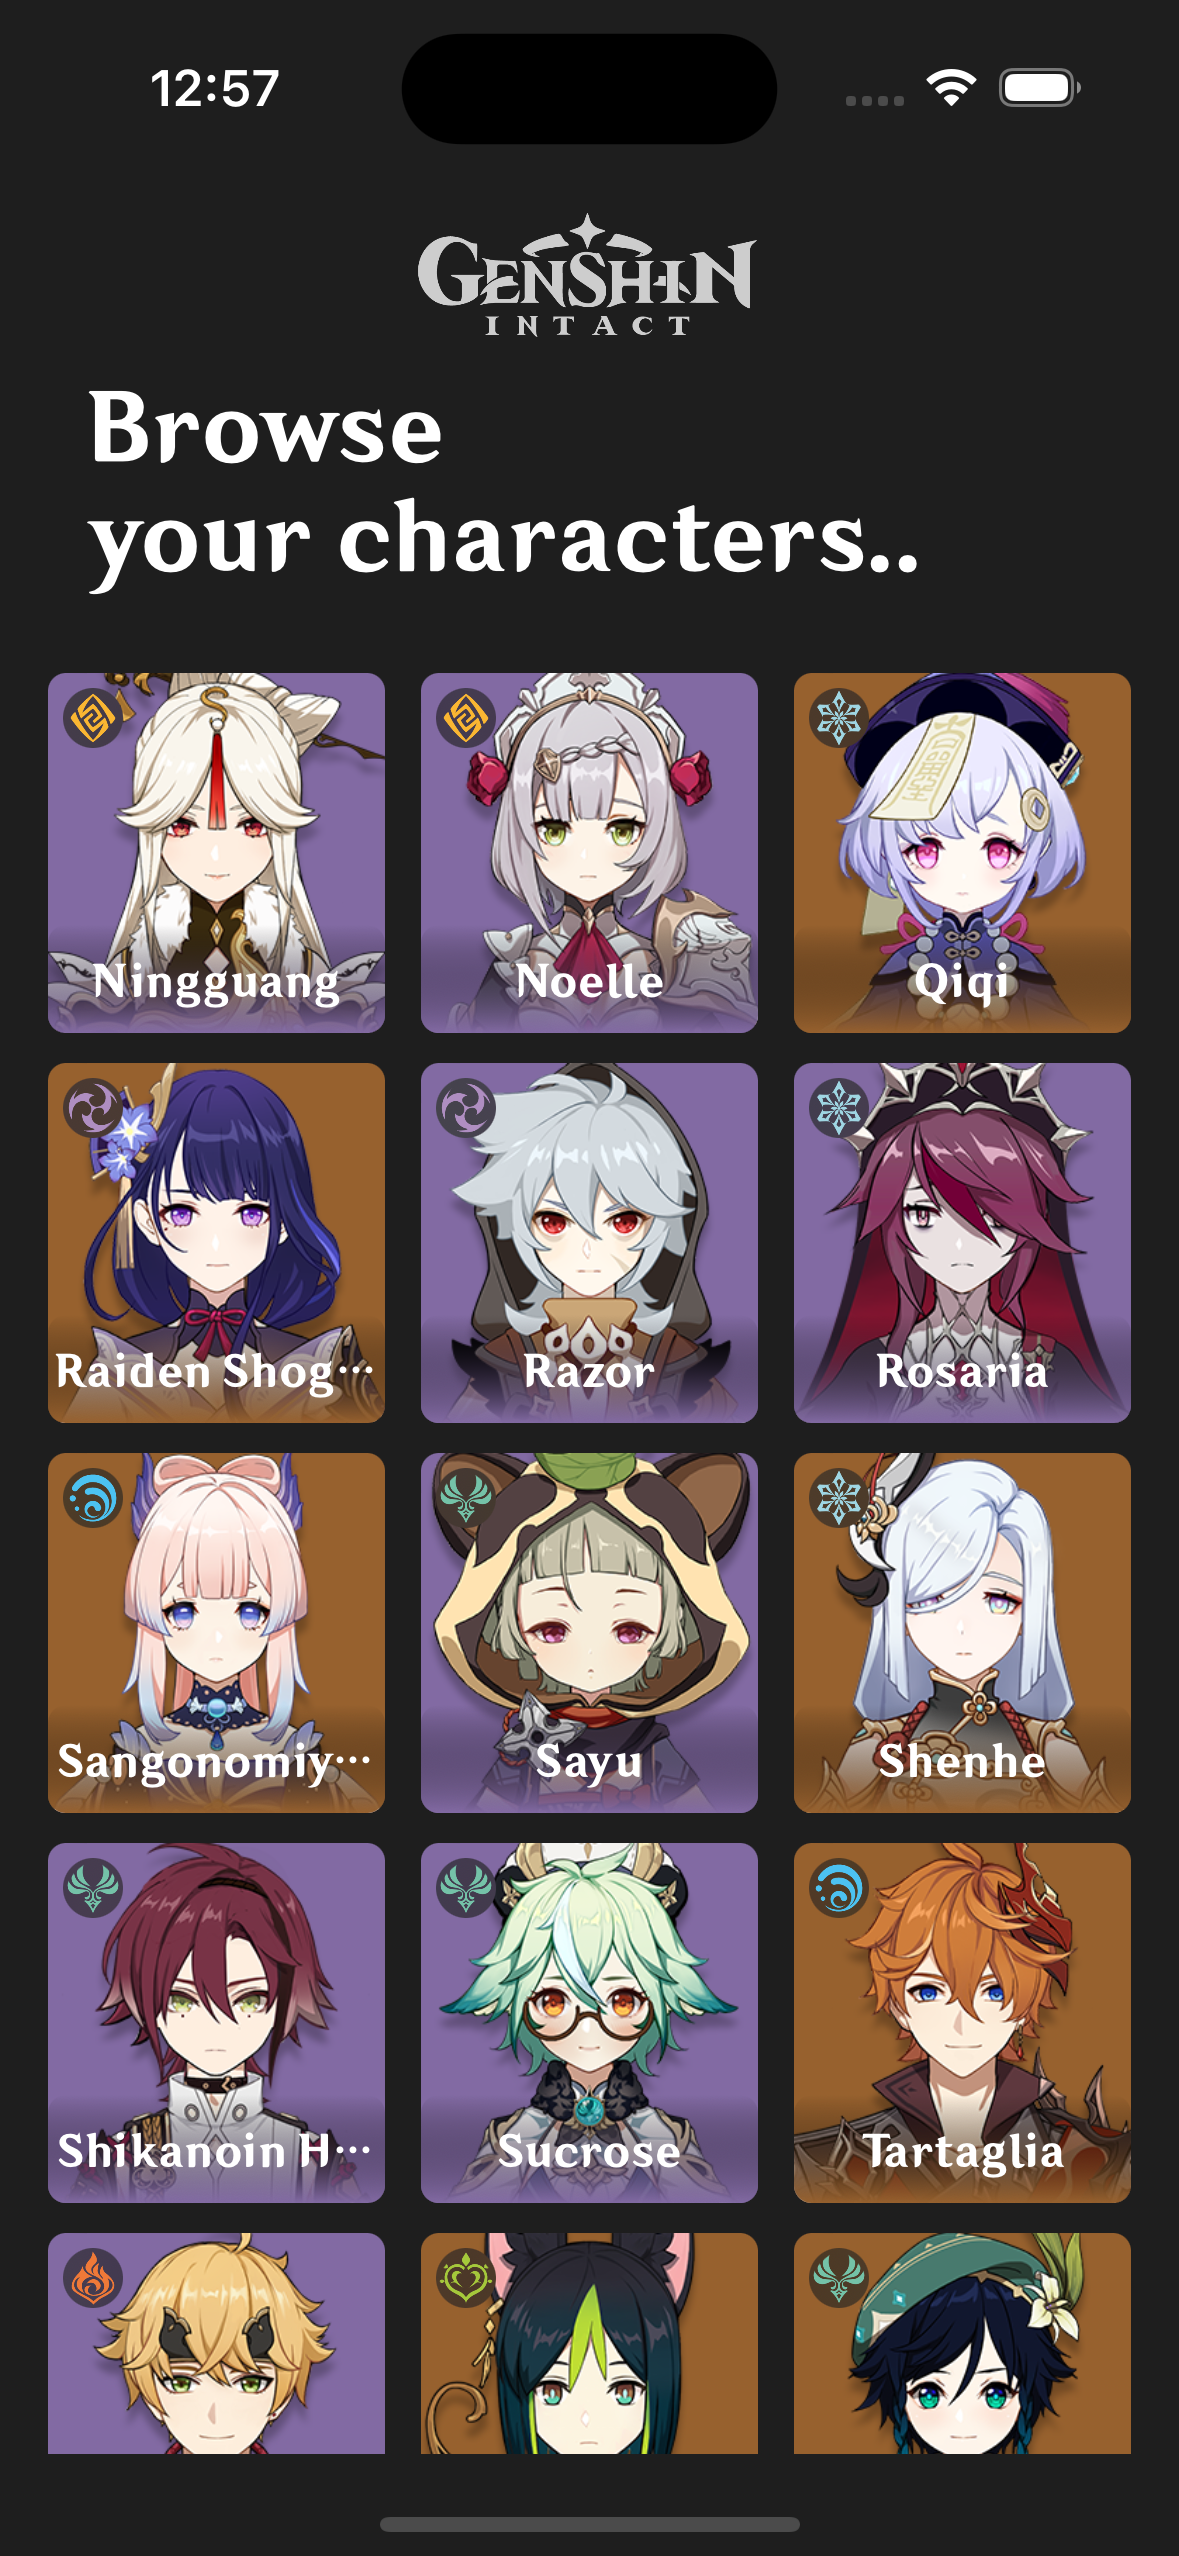 12:57
GENSHIN
INTACT
Browse
your characters..
Ningguang
Noelle
Qiqi
Raiden Shog...
Razor
Rosaria
Sangonomiy...
Sayu
Shenhe
Shikanoin H...
Sucrose
Tartaglia